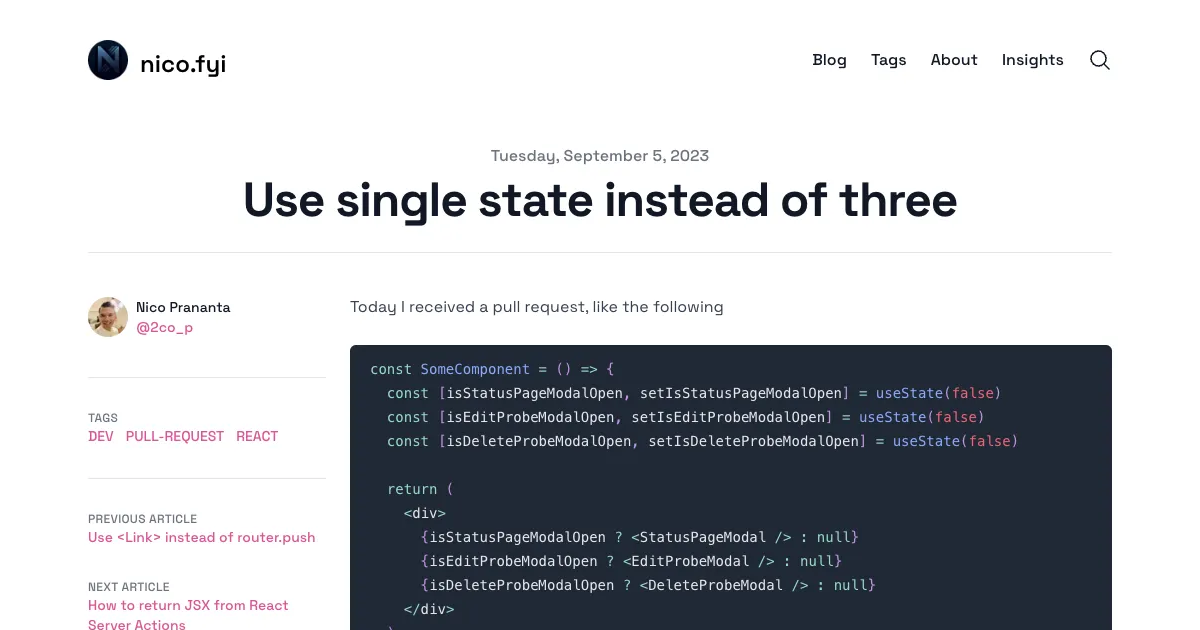 nico.fyi
Blog Tags About Insights
Tuesday, September 5, 2023
Use single state instead of three
Nico Prananta
@2co_p
TAGS
DEV PULL-REQUEST REACT
PREVIOUS ARTICLE
Use <Link> instead of router.push
NEXT ARTICLE
How to return JSX from React
Server Actions
Today I received a pull request, like the following
const SomeComponent = () => {
  const [isStatusPageModalOpen, setIsStatusPageModalOpen] = useState(false)
  const [isEditProbeModalOpen, setIsEditProbeModalOpen] = useState(false)
  const [isDeleteProbeModalOpen, setIsDeleteProbeModalOpen] = useState(false)

  return (
    <div>
      {isStatusPageModalOpen ? <StatusPageModal /> : null}
      {isEditProbeModalOpen ? <EditProbeModal /> : null}
      {isDeleteProbeModalOpen ? <DeleteProbeModal /> : null}
    </div>